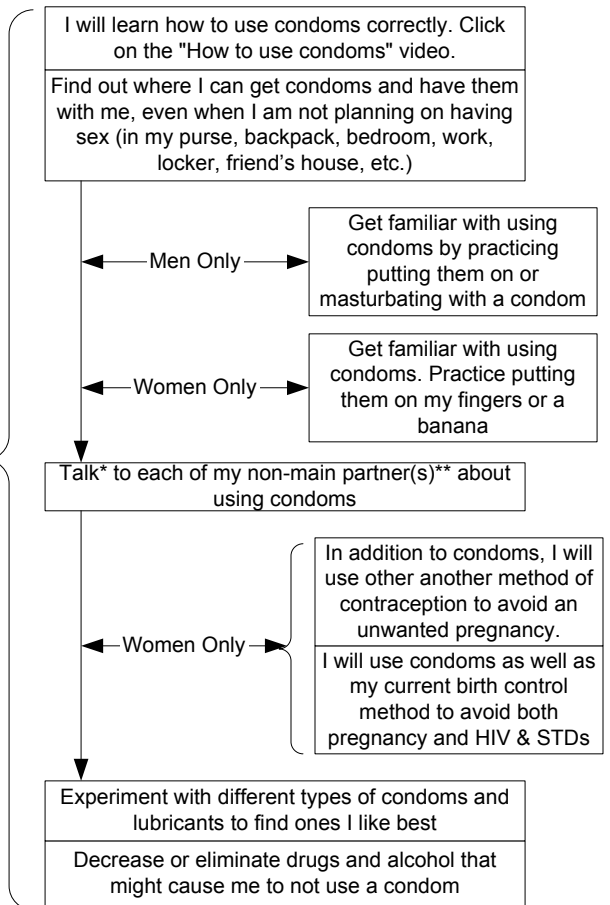 I will learn how to use condoms correctly. Click
on the "How to use condoms" video.
Find out where I can get condoms and have them
with me, even when I am not planning on having
sex (in my purse, backpack, bedroom, work,
locker, friend's house, etc.)
Men Only
Get familiar with using
condoms by practicing
putting them on or
masturbating with a condom
Women Only
Get familiar with using
condoms. Practice putting
them on my fingers or a
banana
Talk* to each of my non-main partner(s)** about
using condoms
Women Only
In addition to condoms, I will
use other another method of
contraception to avoid an
unwanted pregnancy.
I will use condoms as well as
my current birth control
method to avoid both
pregnancy and HIV & STDs
Experiment with different types of condoms and
lubricants to find ones I like best
Decrease or eliminate drugs and alcohol that
might cause me to not use a condom